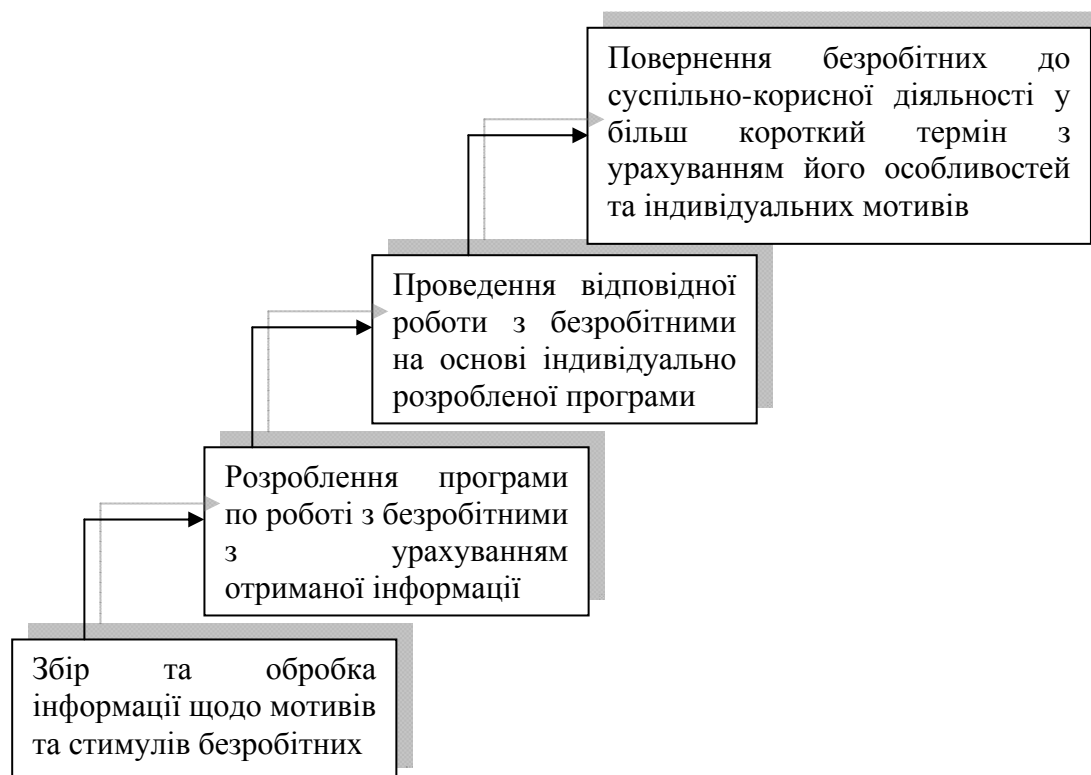 Повернення безробітних до
суспільно-корисної діяльності у
більш короткий термін з
урахуванням його особливостей
та індивідуальних мотивів
Проведення відповідної
роботи з безробітними
на основі індивідуально
розробленої програми
Розроблення програми
по роботі з безробітними
з урахуванням
отриманої інформації
Збір та обробка
інформації щодо мотивів
та стимулів безробітних